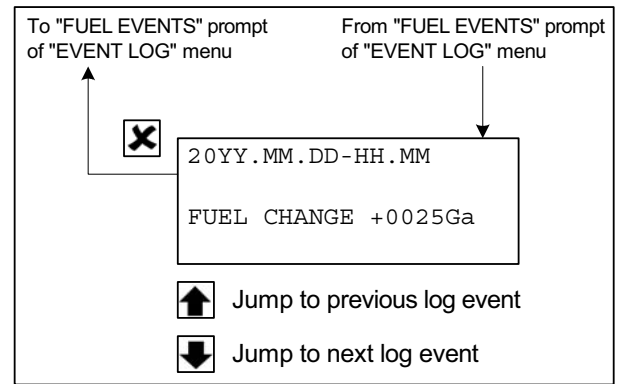 To "FUEL EVENTS" prompt
of "EVENT LOG" menu
From "FUEL EVENTS" prompt
of "EVENT LOG" menu
20YY.MM.DD-HH.MM
FUEL CHANGE +0025Ga
Jump to previous log event
Jump to next log event